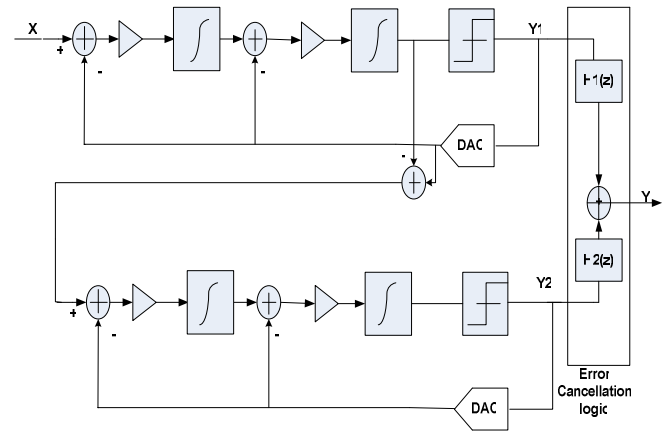 X
Y1
+
-
-
H1(z)
DAC
-
+
Y
H2(z)
Y2
+
-
-
Error
Cancellation
logic
DAC